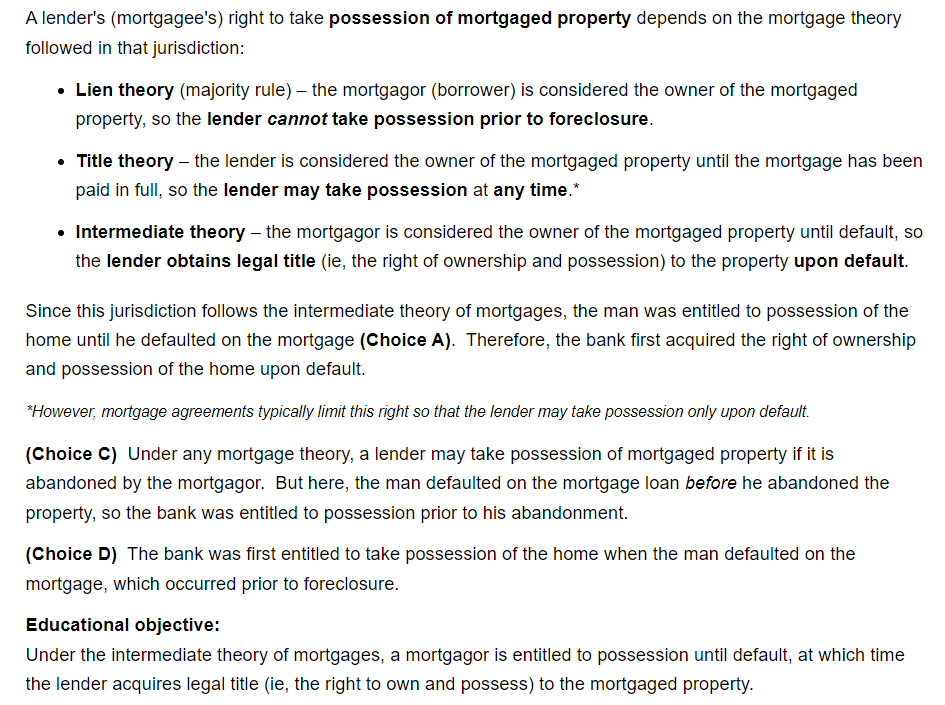 A lender's (mortgagee's) right to take possession of mortgaged property depends on the mortgage theory
followed in that jurisdiction:
• Lien theory (majority rule) – the mortgagor (borrower) is considered the owner of the mortgaged
property, so the lender cannot take possession prior to foreclosure.
• Title theory – the lender is considered the owner of the mortgaged property until the mortgage has been
paid in full, so the lender may take possession at any time.*
• Intermediate theory – the mortgagor is considered the owner of the mortgaged property until default, so
the lender obtains legal title (ie, the right of ownership and possession) to the property upon default.
Since this jurisdiction follows the intermediate theory of mortgages, the man was entitled to possession of the
home until he defaulted on the mortgage (Choice A).  Therefore, the bank first acquired the right of ownership
and possession of the home upon default.
*However, mortgage agreements typically limit this right so that the lender may take possession only upon default.
(Choice C)  Under any mortgage theory, a lender may take possession of mortgaged property if it is
abandoned by the mortgagor.  But here, the man defaulted on the mortgage loan before he abandoned the
property, so the bank was entitled to possession prior to his abandonment.
(Choice D)  The bank was first entitled to take possession of the home when the man defaulted on the
mortgage, which occurred prior to foreclosure.
Educational objective:
Under the intermediate theory of mortgages, a mortgagor is entitled to possession until default, at which time
the lender acquires legal title (ie, the right to own and possess) to the mortgaged property.